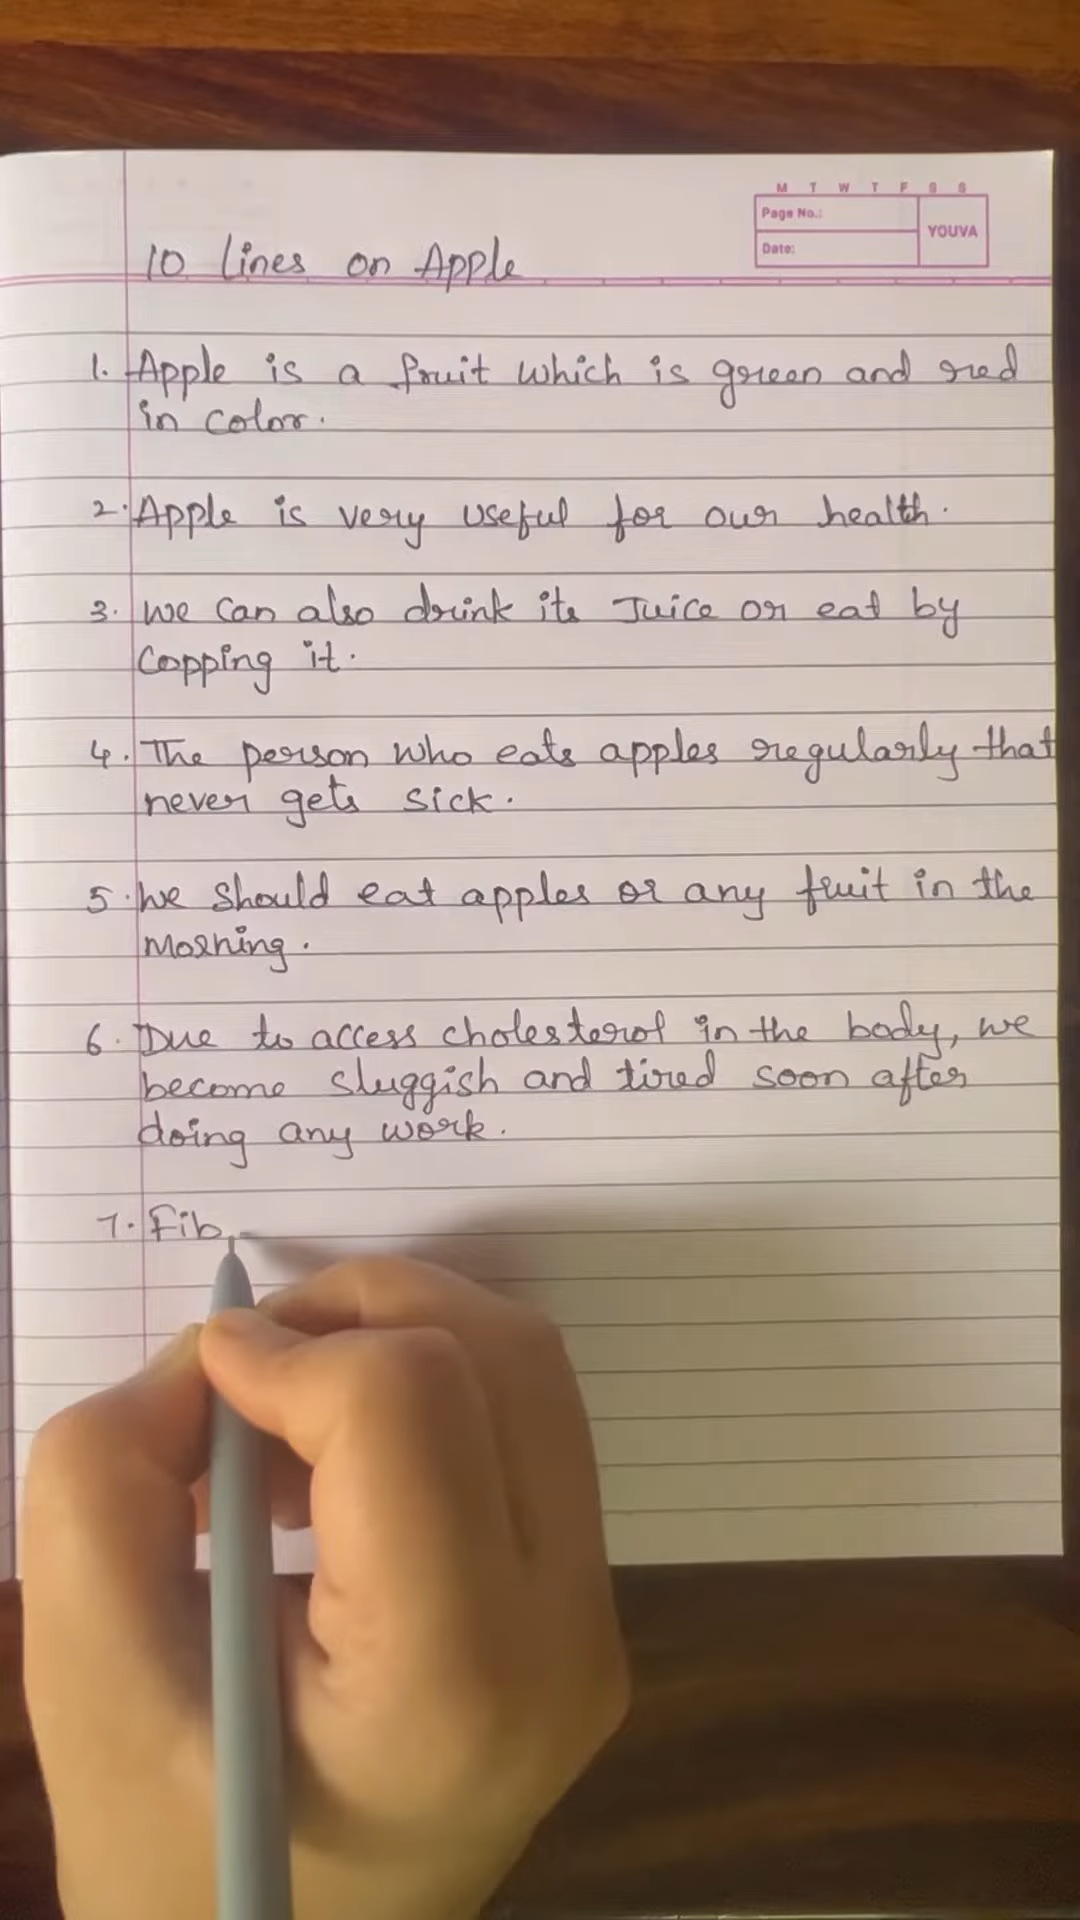 M T W T F S S
Page No.:
YOUVA
Date:
10 lines on Apple
1. Apple is a fruit which is green and red
in color.
2. Apple is very useful for our health.
3. we can also drink its Juice or eat by
Copping it.
4. The person who eats apples regularly that
never gets sick.
5. we should eat apples or any fruit in the
morning.
6. Due to access cholesterol in the body, we
become sluggish and tired soon after
doing any work.
7. Fib